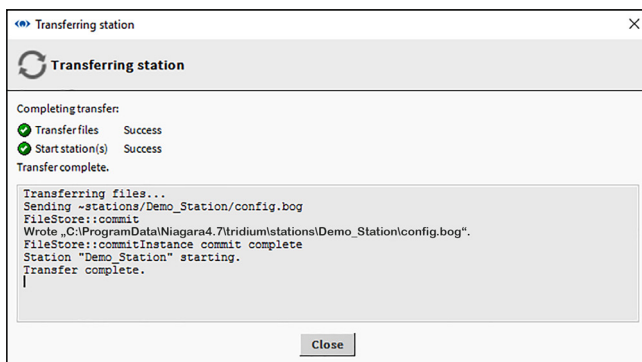 Transferring station
Transferring station
Completing transfer:
Transfer files Success
Start station(s) Success
Transfer complete.
Transferring files...
Sending ~stations/Demo_Station/config.bog
FileStore::commit
Wrote „C:\ProgramData\Niagara4.7\tridium\stations\Demo_Station\config.bog“.
FileStore::commitInstance commit complete
Station "Demo_Station" starting.
Transfer complete.
Close